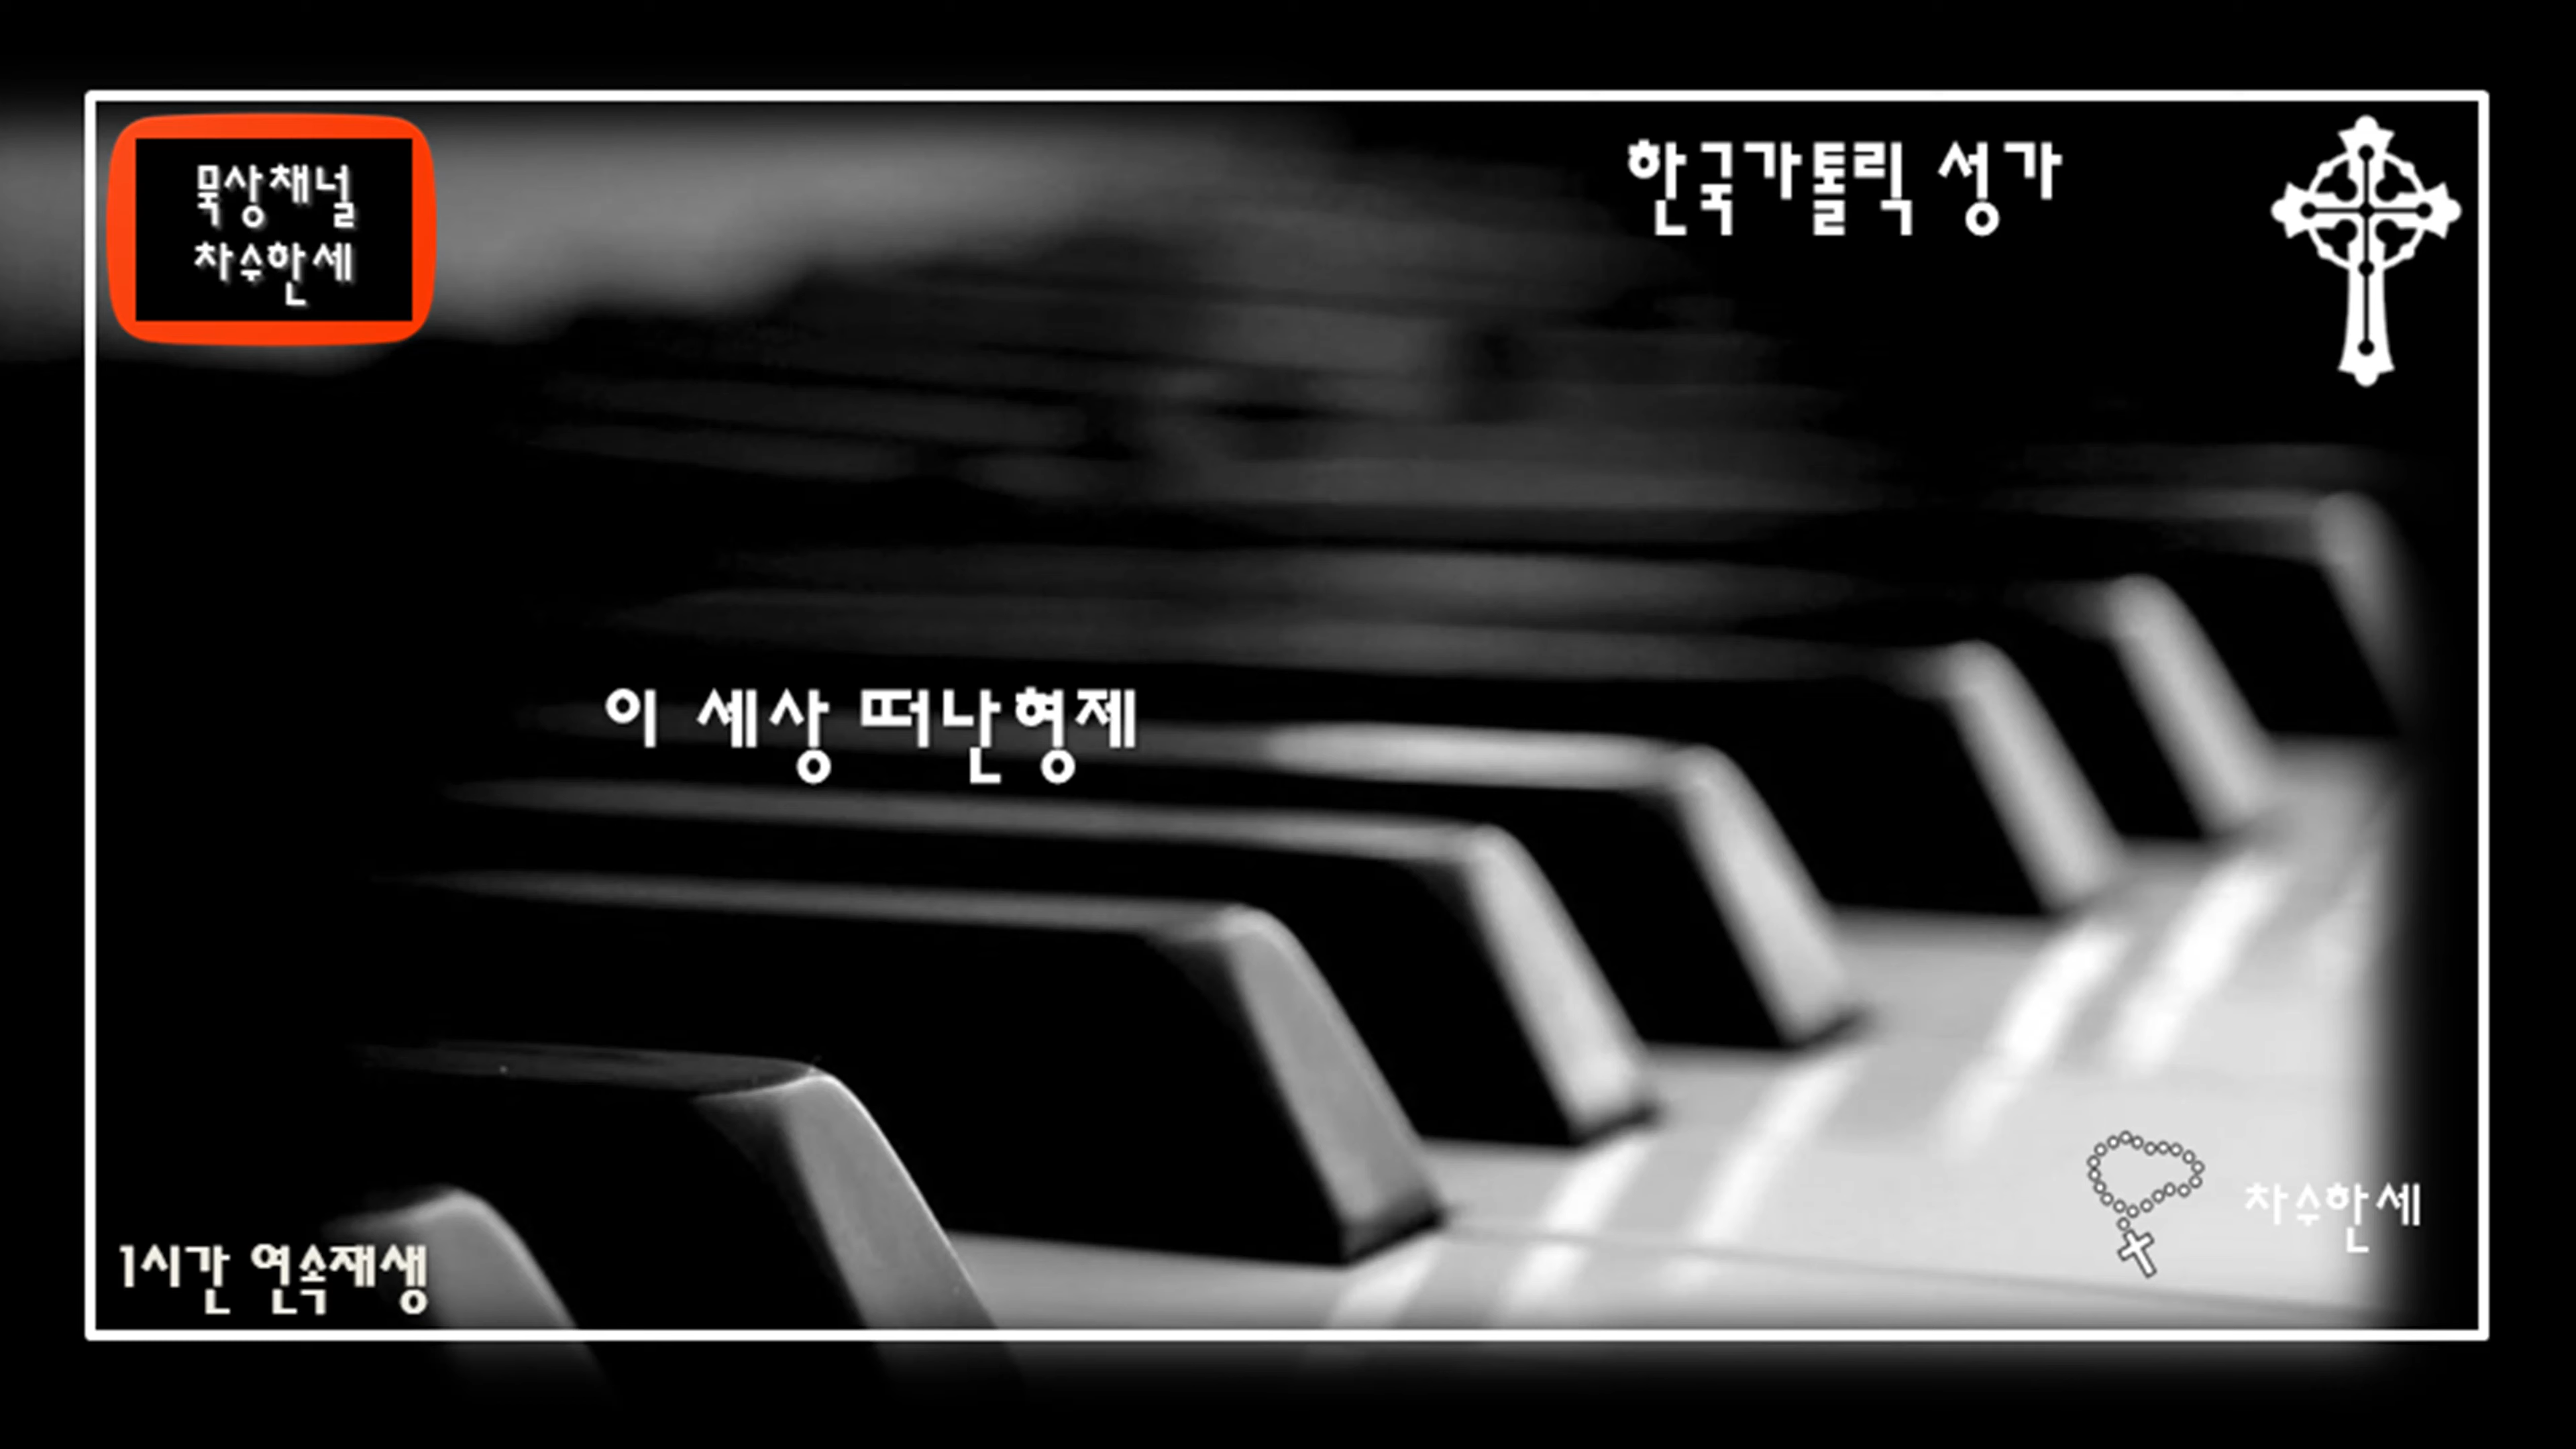 묵상채널
차수한세
한국가톨릭 성가
이 세상 떠난형제
1시간 연속재생
차수한세